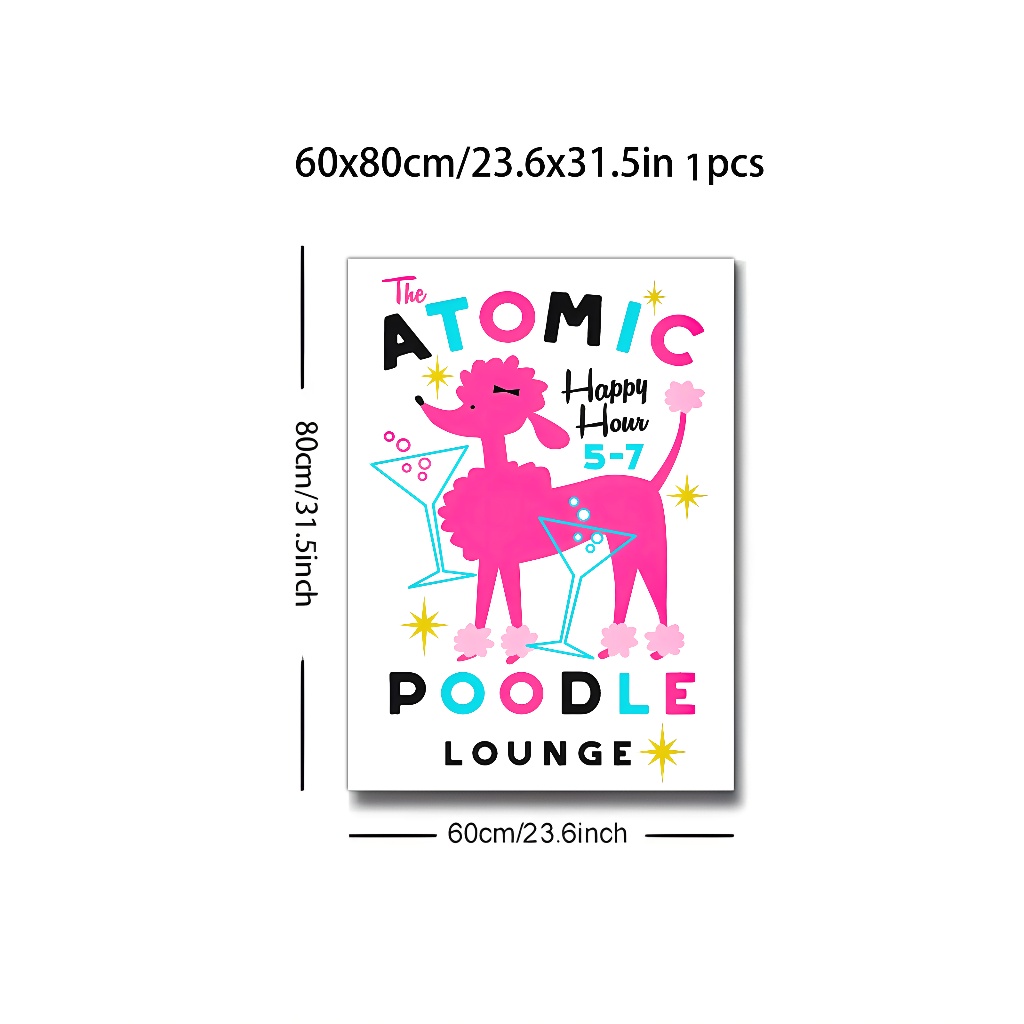 60x80cm/23.6x31.5in 1pcs
80cm/31.5inch
The
ATOMIC
Happy
Hour
5-7
POODLE
LOUNGE
60cm/23.6inch